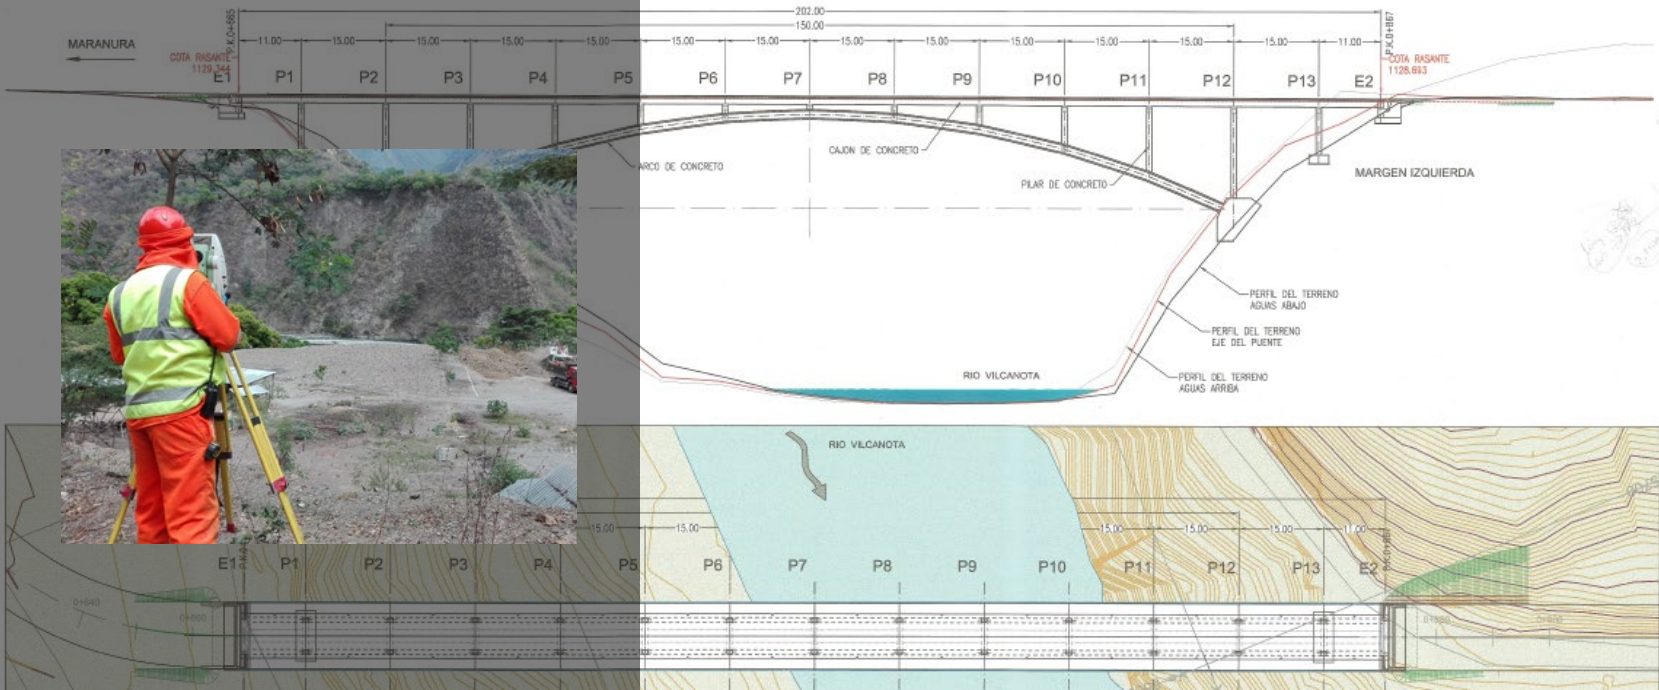 202.00
150.00
11.00 15.00 15.00 15.00 15.00 15.00 15.00 15.00 15.00 15.00 15.00 15.00 11.00
P.K.0+665
P.K.0+867
MARANURA
COTA RASANTE
1129.344
COTA RASANTE
1128.693
E1 P1 P2 P3 P4 P5 P6 P7 P8 P9 P10 P11 P12 P13 E2
ARCO DE CONCRETO
CAJON DE CONCRETO
PILAR DE CONCRETO
MARGEN IZQUIERDA
PERFIL DEL TERRENO
AGUAS ABAJO
PERFIL DEL TERRENO
EJE DEL PUENTE
PERFIL DEL TERRENO
AGUAS ARRIBA
RIO VILCANOTA
RIO VILCANOTA
15.00 15.00 15.00 15.00 15.00 11.00
E1 P1 P2 P3 P4 P5 P6 P7 P8 P9 P10 P11 P12 P13 E2
0+640
0+660